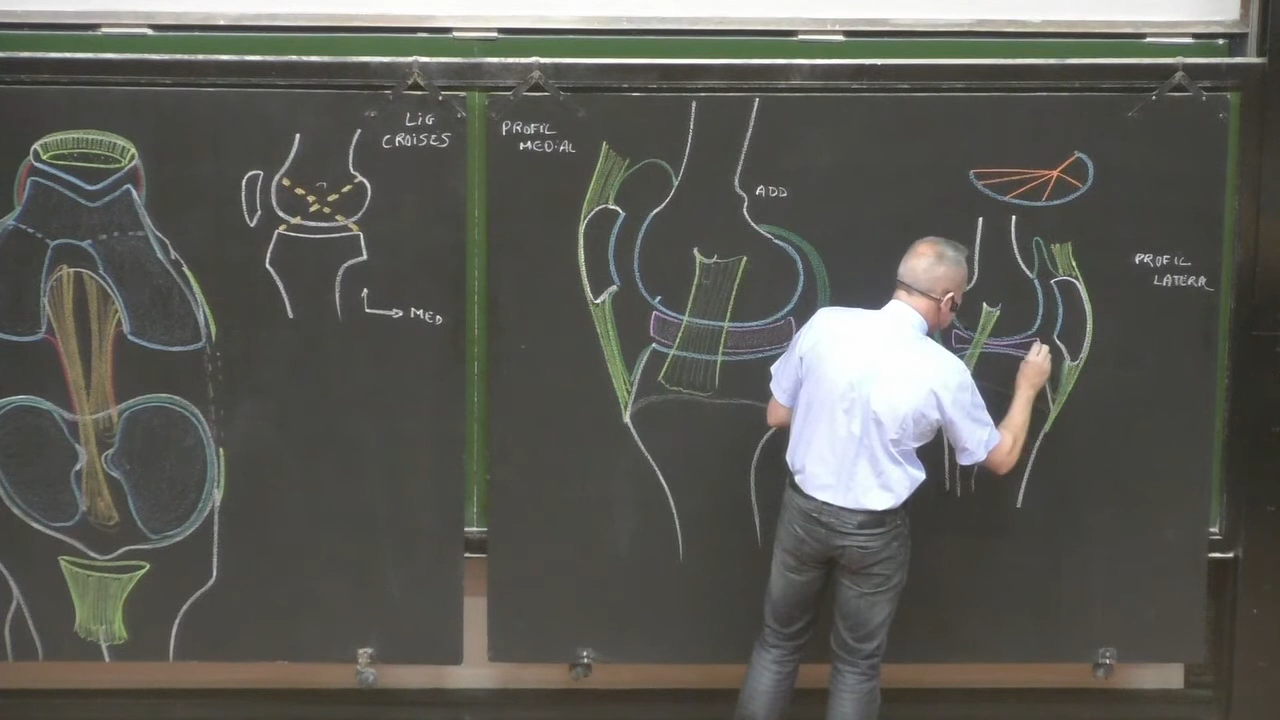 LIG
CROISES
MED
PROFIL
MEDIAL
ADD
PROFIL
LATERA